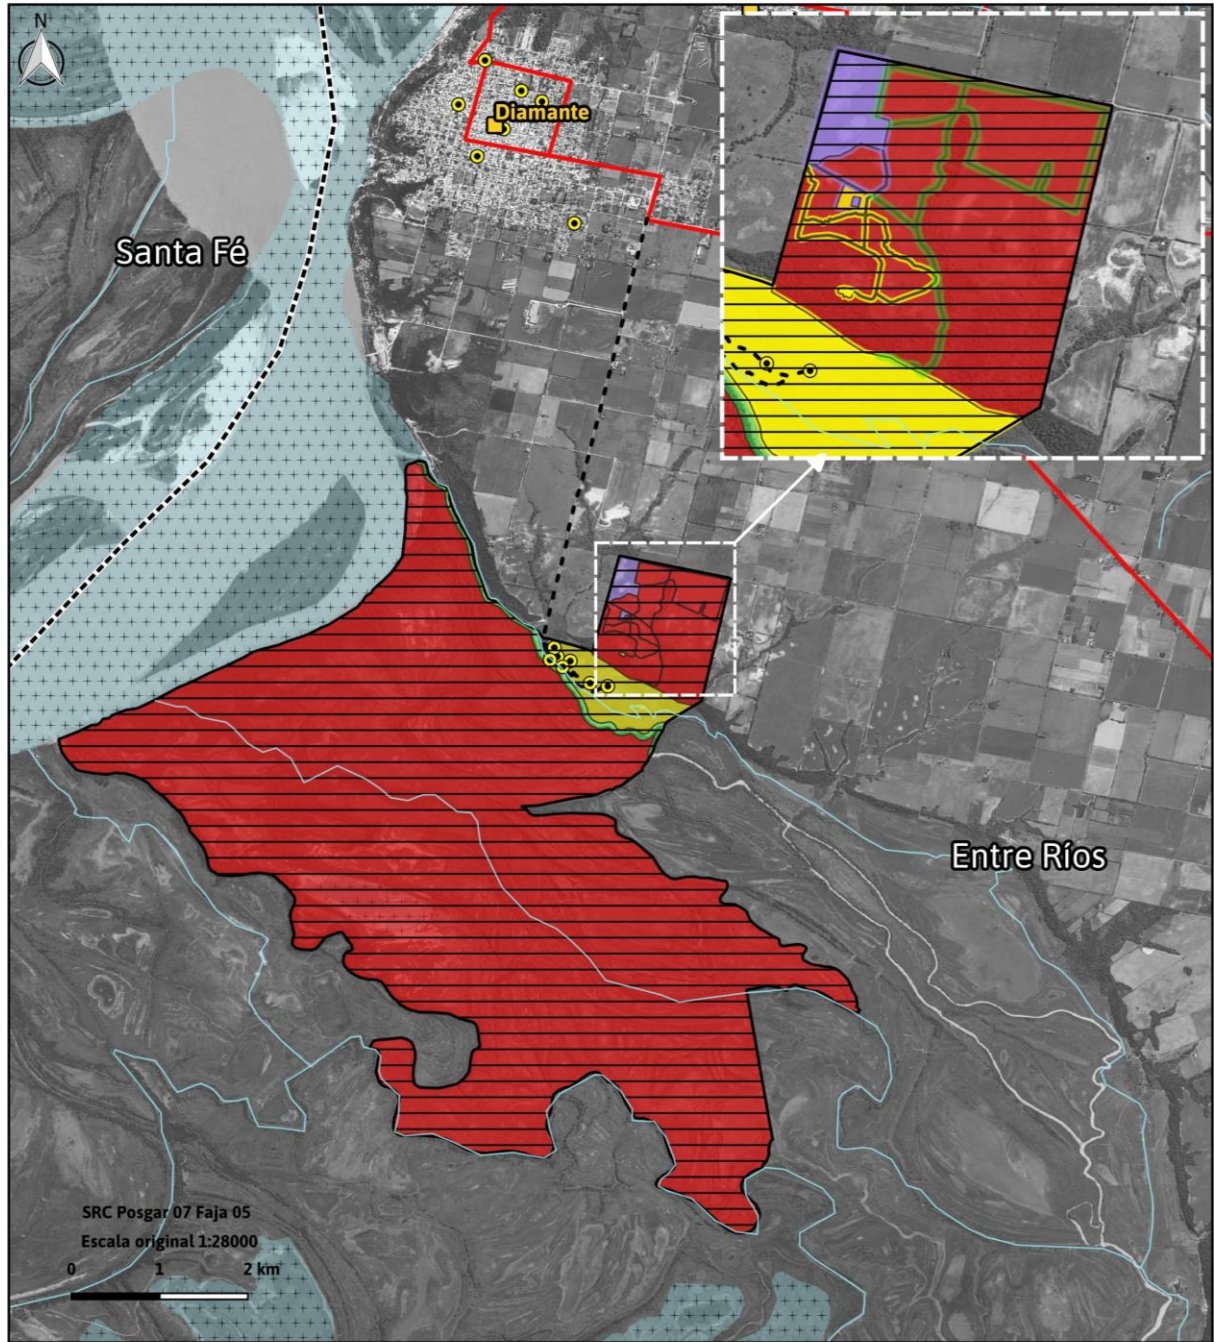 N
Diamante
Santa Fé
Entre Ríos
SRC Posgar 07 Faja 05
Escala original 1:28000
0 1 2 km